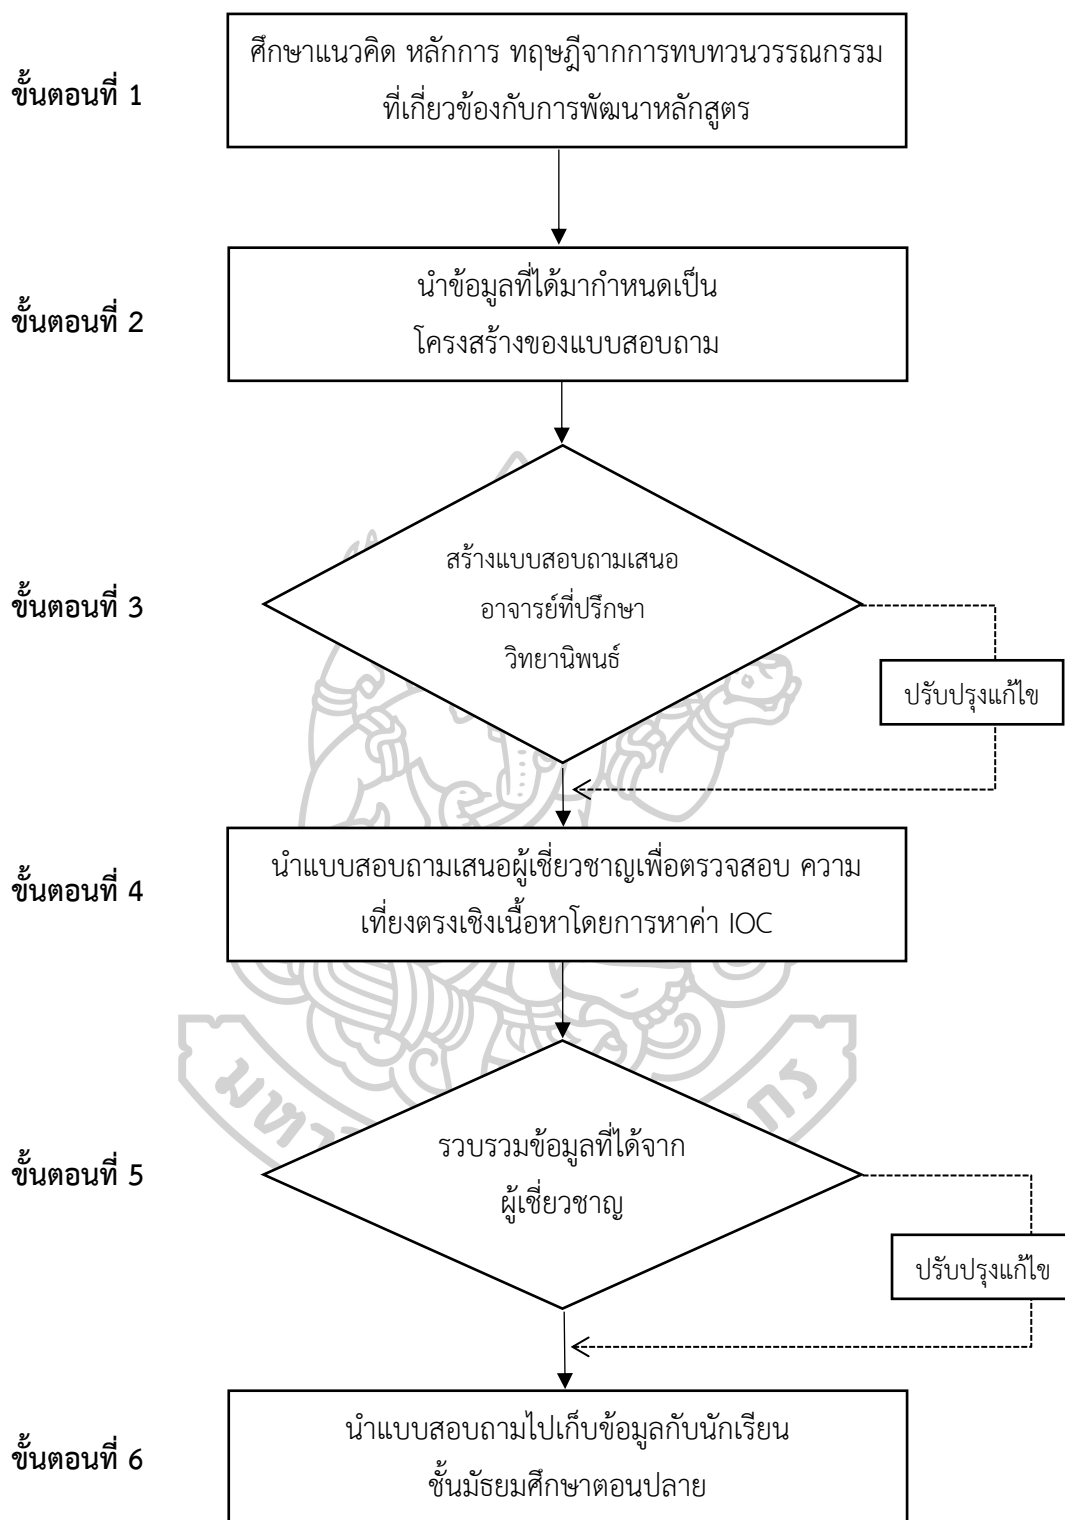 ขั้นตอนที่ 1
ศึกษาแนวคิด หลักการ ทฤษฎีจากการทบทวนวรรณกรรม
ที่เกี่ยวข้องกับการพัฒนาหลักสูตร
ขั้นตอนที่ 2
นำข้อมูลที่ได้มากำหนดเป็น
โครงสร้างของแบบสอบถาม
ขั้นตอนที่ 3
สร้างแบบสอบถามเสนอ
อาจารย์ที่ปรึกษา
วิทยานิพนธ์
ปรับปรุงแก้ไข
ขั้นตอนที่ 4
นำแบบสอบถามเสนอผู้เชี่ยวชาญเพื่อตรวจสอบ ความ
เที่ยงตรงเชิงเนื้อหาโดยการหาค่า IOC
ขั้นตอนที่ 5
รวบรวมข้อมูลที่ได้จาก
ผู้เชี่ยวชาญ
ปรับปรุงแก้ไข
ขั้นตอนที่ 6
นำแบบสอบถามไปเก็บข้อมูลกับนักเรียน
ชั้นมัธยมศึกษาตอนปลาย